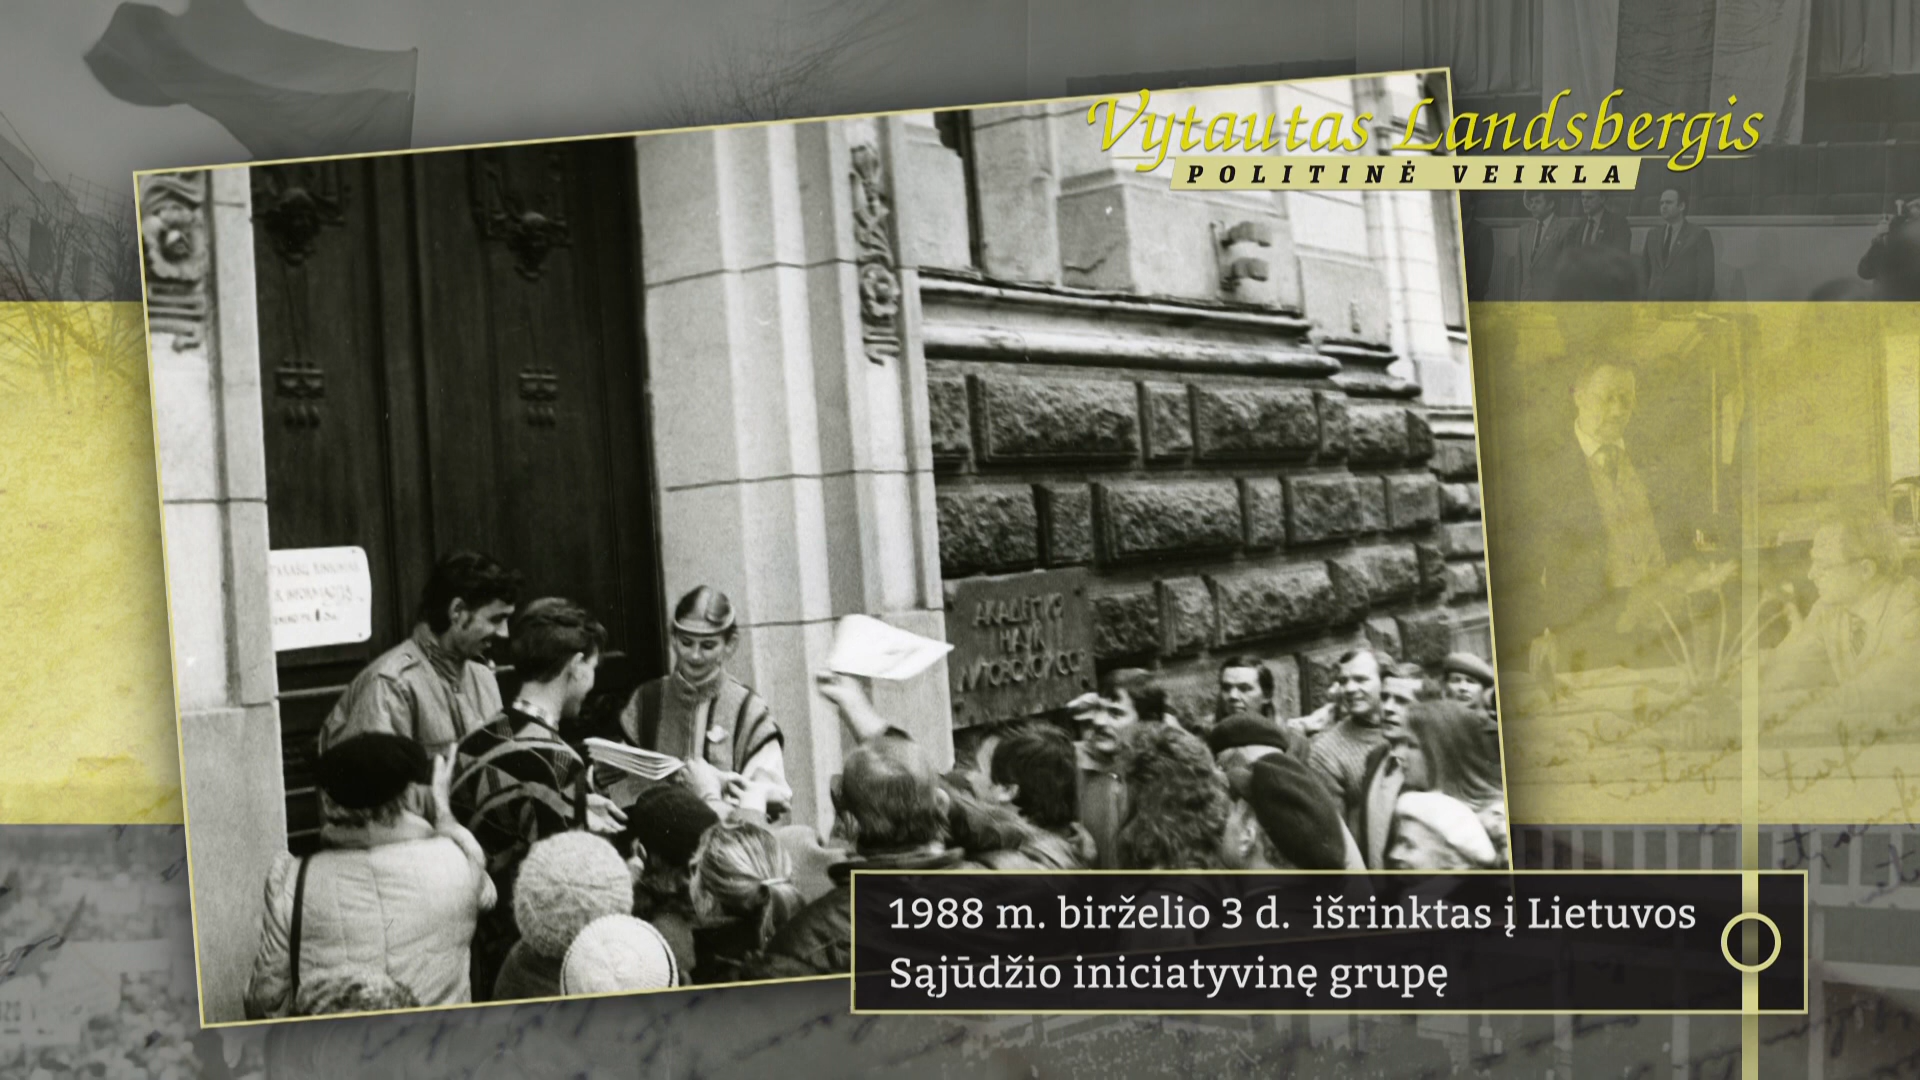 Vytautas Landsbergis
POLITINĖ VEIKLA
1988 m. birželio 3 d. išrinktas į Lietuvos
Sąjūdžio iniciatyvinę grupę